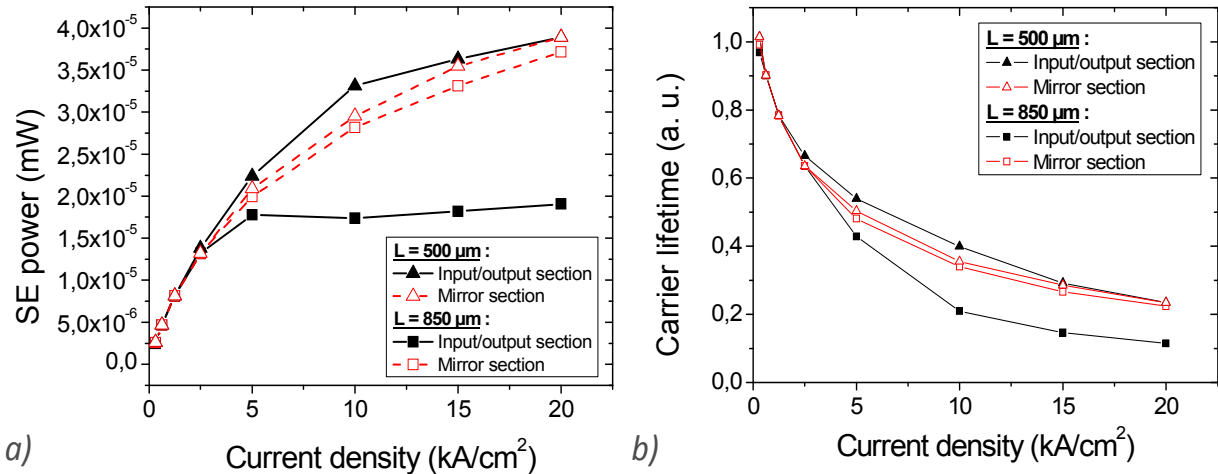 4,0x10-5
3,5x10-5
3,0x10-5
2,5x10-5
2,0x10-5
1,5x10-5
1,0x10-5
5,0x10-6
0,0
SE power (mW)
L = 500 µm :
Input/output section
Mirror section
L = 850 µm :
Input/output section
Mirror section
0 5 10 15 20
Current density (kA/cm2)
a)
1,0
0,8
0,6
0,4
0,2
0,0
Carrier lifetime (a. u.)
L = 500 µm :
Input/output section
Mirror section
L = 850 µm :
Input/output section
Mirror section
0 5 10 15 20
Current density (kA/cm2)
b)